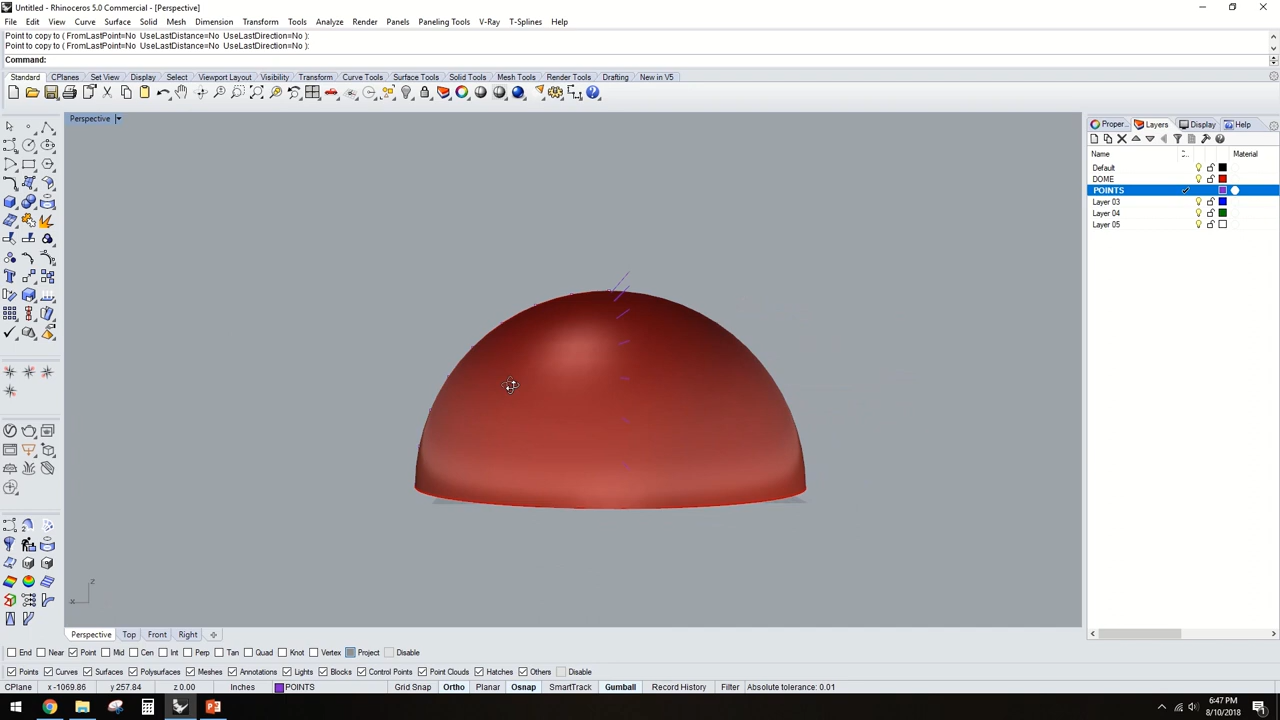 Untitled - Rhinoceros 5.0 Commercial - [Perspective]
File Edit View Curve Surface Solid Mesh Dimension Transform Tools Analyze Render Panels Paneling Tools V-Ray T-Splines Help
Point to copy to ( FromLastPoint=No UseLastDistance=No UseLastDirection=No ):
Point to copy to ( FromLastPoint=No UseLastDistance=No UseLastDirection=No ):
Command:
Standard CPlanes Set View Display Select Viewport Layout Visibility Transform Curve Tools Surface Tools Solid Tools Mesh Tools Render Tools Drafting New in V5
Perspective
Proper... Layers Display Help
Name 2... Material
Default
DOME
POINTS
Layer 03
Layer 04
Layer 05
z
x
Perspective Top Front Right
End Near Point Mid Cen Int Perp Tan Quad Knot Vertex Project Disable
Points Curves Surfaces Polysurfaces Meshes Annotations Lights Blocks Control Points Point Clouds Hatches Others Disable
CPlane x -1069.86 y 257.84 z 0.00 Inches POINTS Grid Snap Ortho Planar Osnap SmartTrack Gumball Record History Filter Absolute tolerance: 0.01
6:47 PM
8/10/2018